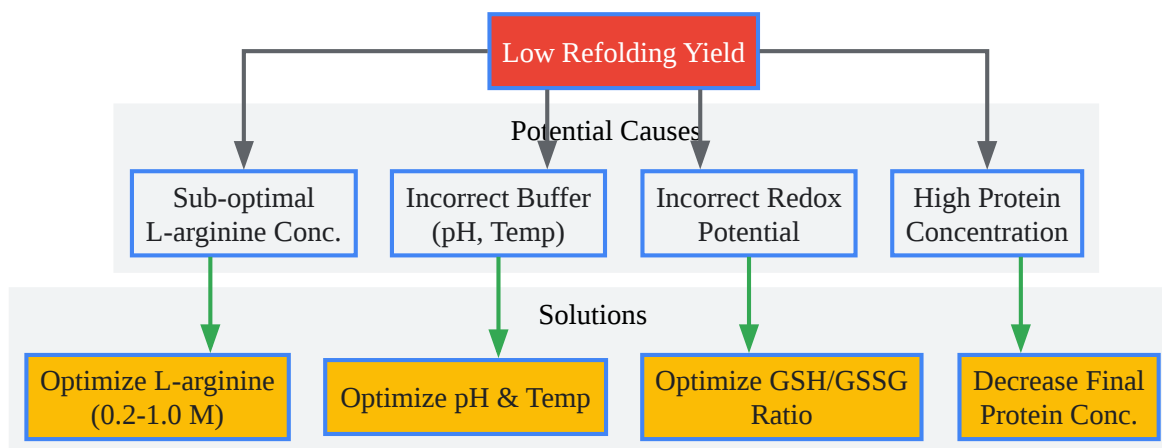 Low Refolding Yield
Potential Causes
Sub-optimal
L-arginine Conc.
Incorrect Buffer
(pH, Temp)
Incorrect Redox
Potential
High Protein
Concentration
Solutions
Optimize L-arginine
(0.2-1.0 M)
Optimize pH & Temp
Optimize GSH/GSSG
Ratio
Decrease Final
Protein Conc.